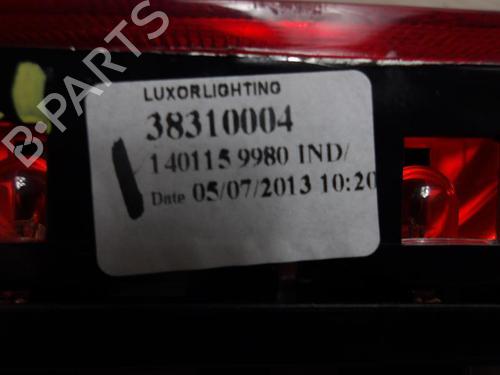 LUXORLIGHTING
38310004
140115 9980 IND/
Date 05/07/2013 10:20
B-PARTS